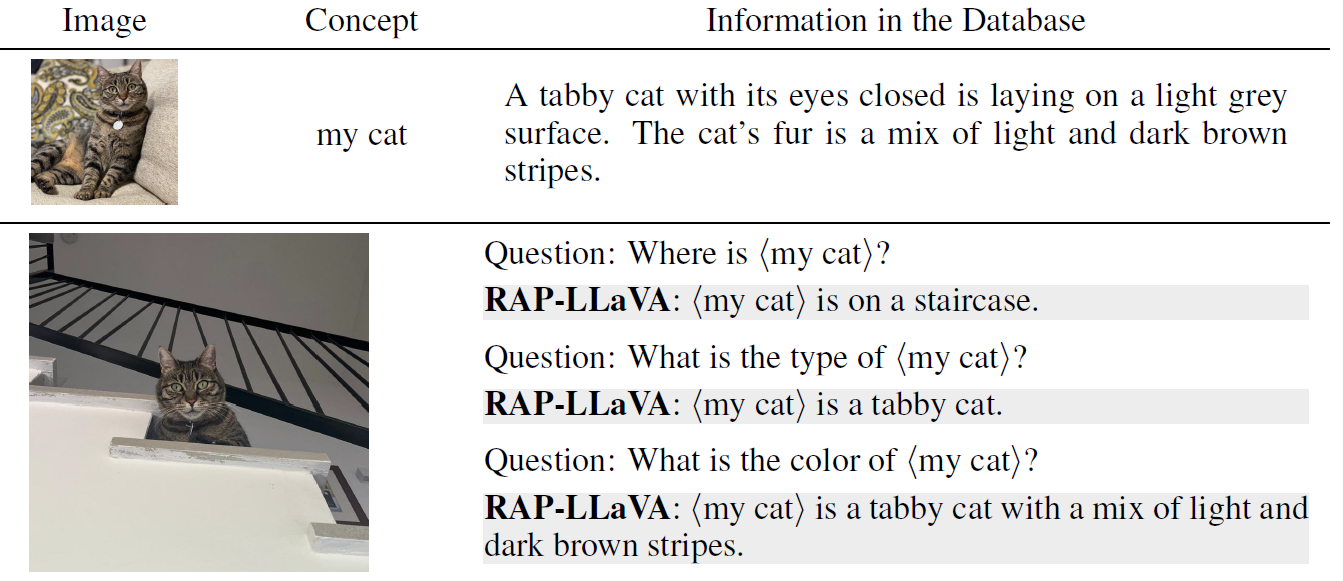 Image Concept Information in the Database
my cat
A tabby cat with its eyes closed is laying on a light grey
surface. The cat's fur is a mix of light and dark brown
stripes.
Question: Where is ⟨my cat⟩?
RAP-LLaVA: ⟨my cat⟩ is on a staircase.
Question: What is the type of ⟨my cat⟩?
RAP-LLaVA: ⟨my cat⟩ is a tabby cat.
Question: What is the color of ⟨my cat⟩?
RAP-LLaVA: ⟨my cat⟩ is a tabby cat with a mix of light and
dark brown stripes.